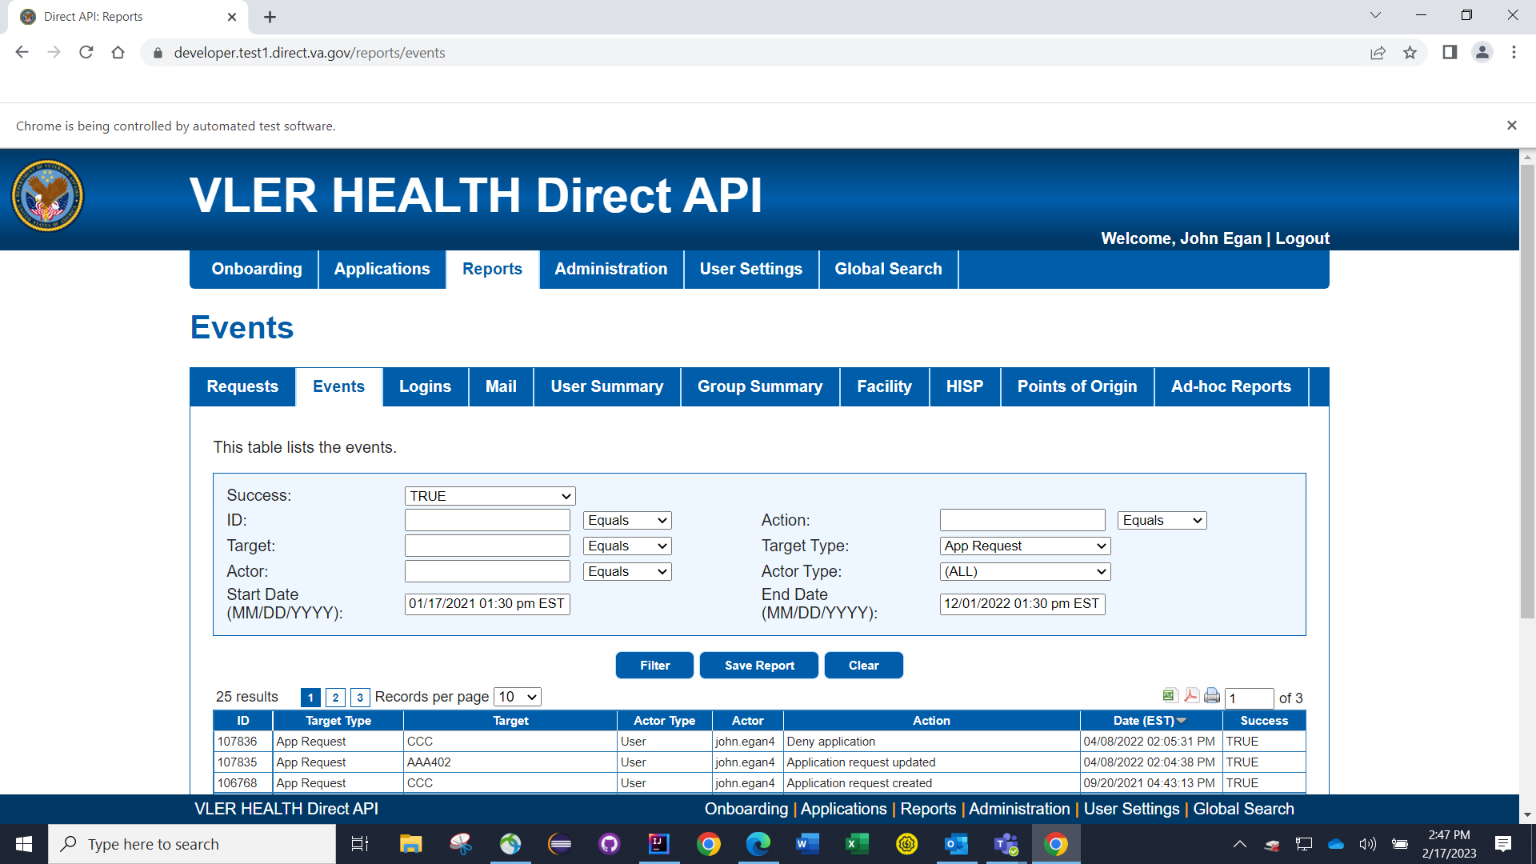 Direct API: Reports
developer.test1.direct.va.gov/reports/events
Chrome is being controlled by automated test software.
VLER HEALTH Direct API
Welcome, John Egan | Logout
Onboarding Applications Reports Administration User Settings Global Search
Events
Requests Events Logins Mail User Summary Group Summary Facility HISP Points of Origin Ad-hoc Reports
This table lists the events.
Success: TRUE
ID: Equals Action: Equals
Target: Equals Target Type: App Request
Actor: Equals Actor Type: (ALL)
Start Date (MM/DD/YYYY): 01/17/2021 01:30 pm EST End Date (MM/DD/YYYY): 12/01/2022 01:30 pm EST
Filter Save Report Clear
25 results 1 2 3 Records per page 10 1 of 3
ID Target Type Target Actor Type Actor Action Date (EST) Success
107836 App Request CCC User john.egan4 Deny application 04/08/2022 02:05:31 PM TRUE
107835 App Request AAA402 User john.egan4 Application request updated 04/08/2022 02:04:38 PM TRUE
106768 App Request CCC User john.egan4 Application request created 09/20/2021 04:43:13 PM TRUE
VLER HEALTH Direct API Onboarding | Applications | Reports | Administration | User Settings | Global Search
Type here to search
2:47 PM
2/17/2023